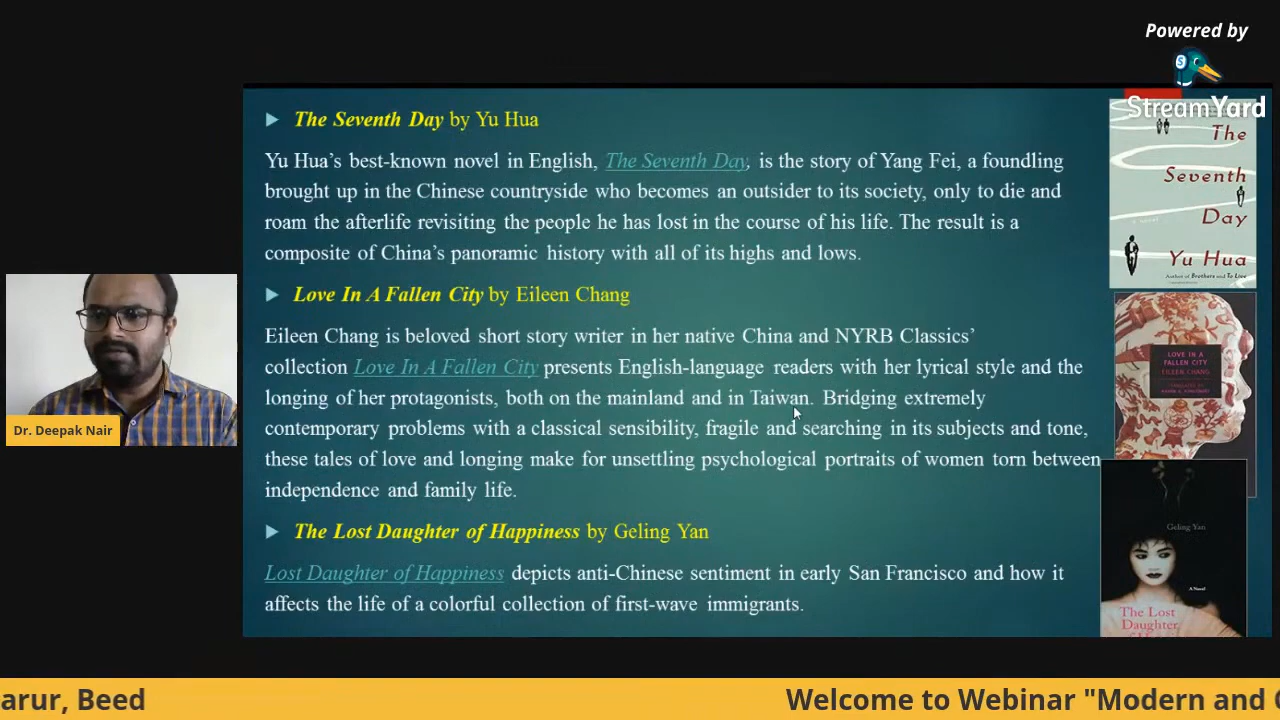 Powered by
StreamYard
The Seventh Day by Yu Hua
Yu Hua's best-known novel in English, The Seventh Day, is the story of Yang Fei, a foundling
brought up in the Chinese countryside who becomes an outsider to its society, only to die and
roam the afterlife revisiting the people he has lost in the course of his life. The result is a
composite of China's panoramic history with all of its highs and lows.
Love In A Fallen City by Eileen Chang
Eileen Chang is beloved short story writer in her native China and NYRB Classics'
collection Love In A Fallen City presents English-language readers with her lyrical style and the
longing of her protagonists, both on the mainland and in Taiwan. Bridging extremely
contemporary problems with a classical sensibility, fragile and searching in its subjects and tone,
these tales of love and longing make for unsettling psychological portraits of women torn between
independence and family life.
The Lost Daughter of Happiness by Geling Yan
Lost Daughter of Happiness depicts anti-Chinese sentiment in early San Francisco and how it
affects the life of a colorful collection of first-wave immigrants.
The
Seventh
Day
Yu Hua
Author of Brothers and To Live
LOVE IN A
FALLEN CITY
EILEEN CHANG
Geling Yan
A Novel
The Lost
Daughter
Dr. Deepak Nair
arur, Beed
Welcome to Webinar "Modern and